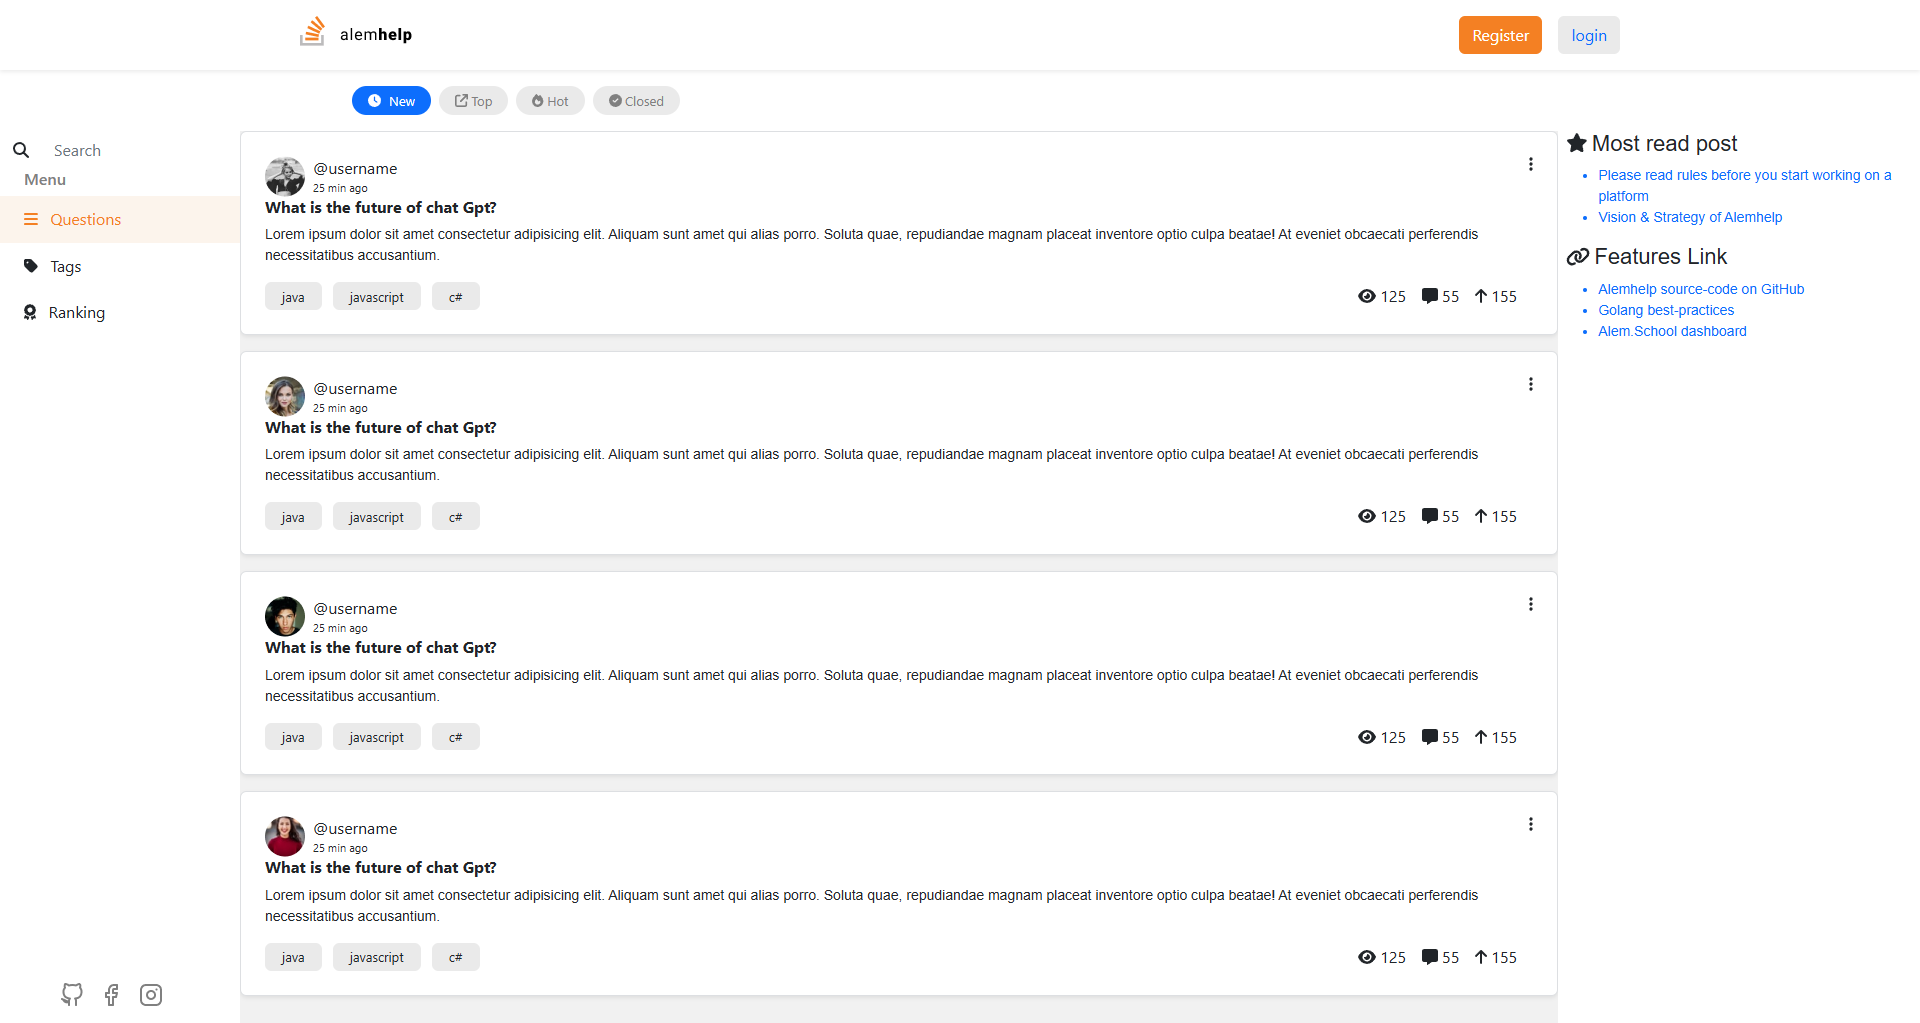 alemhelp
Register
login
New
Top
Hot
Closed
Search
Menu
Questions
Tags
Ranking
@username
25 min ago
What is the future of chat Gpt?
Lorem ipsum dolor sit amet consectetur adipisicing elit. Aliquam sunt amet qui alias porro. Soluta quae, repudiandae magnam placeat inventore optio culpa beatae! At eveniet obcaecati perferendis
necessitatibus accusantium.
java javascript c#
125 55 155
@username
25 min ago
What is the future of chat Gpt?
Lorem ipsum dolor sit amet consectetur adipisicing elit. Aliquam sunt amet qui alias porro. Soluta quae, repudiandae magnam placeat inventore optio culpa beatae! At eveniet obcaecati perferendis
necessitatibus accusantium.
java javascript c#
125 55 155
@username
25 min ago
What is the future of chat Gpt?
Lorem ipsum dolor sit amet consectetur adipisicing elit. Aliquam sunt amet qui alias porro. Soluta quae, repudiandae magnam placeat inventore optio culpa beatae! At eveniet obcaecati perferendis
necessitatibus accusantium.
java javascript c#
125 55 155
@username
25 min ago
What is the future of chat Gpt?
Lorem ipsum dolor sit amet consectetur adipisicing elit. Aliquam sunt amet qui alias porro. Soluta quae, repudiandae magnam placeat inventore optio culpa beatae! At eveniet obcaecati perferendis
necessitatibus accusantium.
java javascript c#
125 55 155
Most read post
Please read rules before you start working on a
platform
Vision & Strategy of Alemhelp
Features Link
Alemhelp source-code on GitHub
Golang best-practices
Alem.School dashboard